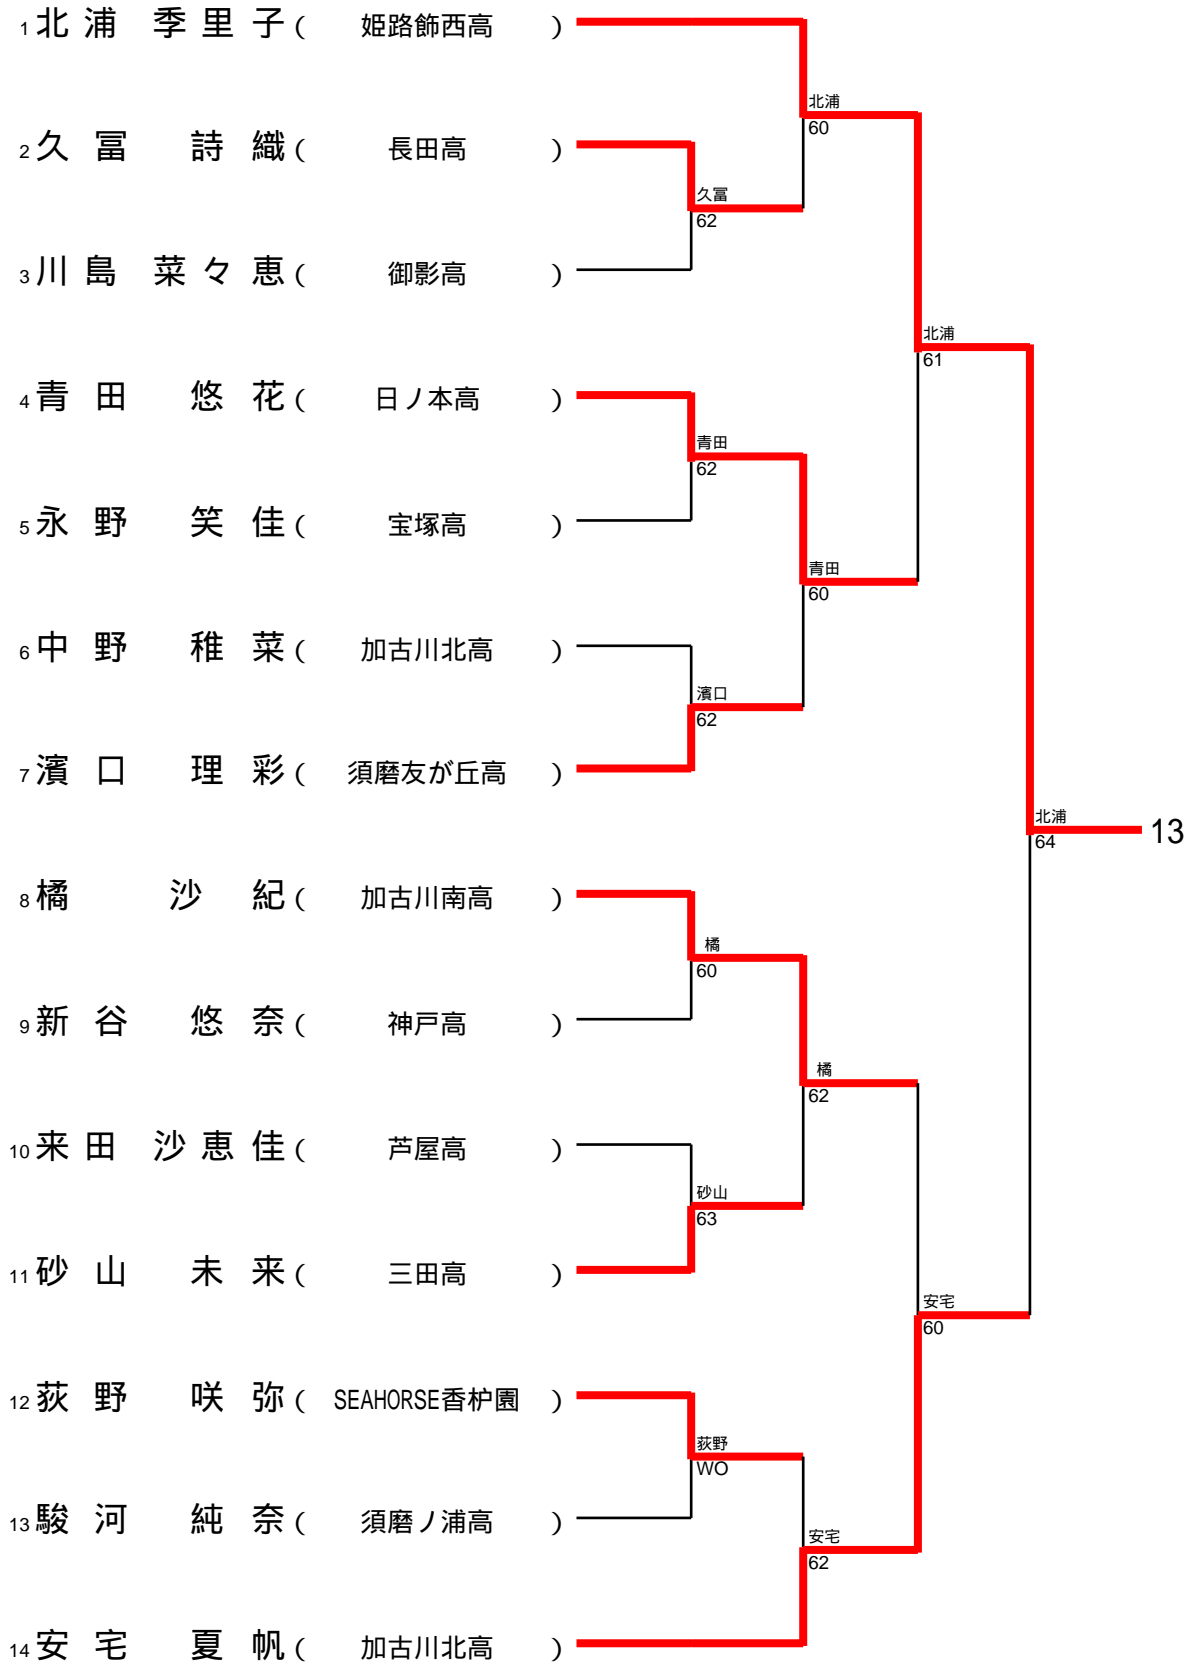 1 北浦 季里子 ( 姫路飾西高 )
北浦
60
2 久冨 詩織 ( 長田高 )
久冨
62
3 川島 菜々恵 ( 御影高 )
北浦
61
4 青田 悠花 ( 日ノ本高 )
青田
62
5 永野 笑佳 ( 宝塚高 )
青田
60
6 中野 稚菜 ( 加古川北高 )
濱口
62
7 濱口 理彩 ( 須磨友が丘高 )
北浦
64
13
8 橘 沙紀 ( 加古川南高 )
橘
60
9 新谷 悠奈 ( 神戸高 )
橘
62
10 来田 沙恵佳 ( 芦屋高 )
砂山
63
11 砂山 未来 ( 三田高 )
安宅
60
12 荻野 咲弥 ( SEAHORSE香枦園 )
荻野
WO
13 駿河 純奈 ( 須磨ノ浦高 )
安宅
62
14 安宅 夏帆 ( 加古川北高 )